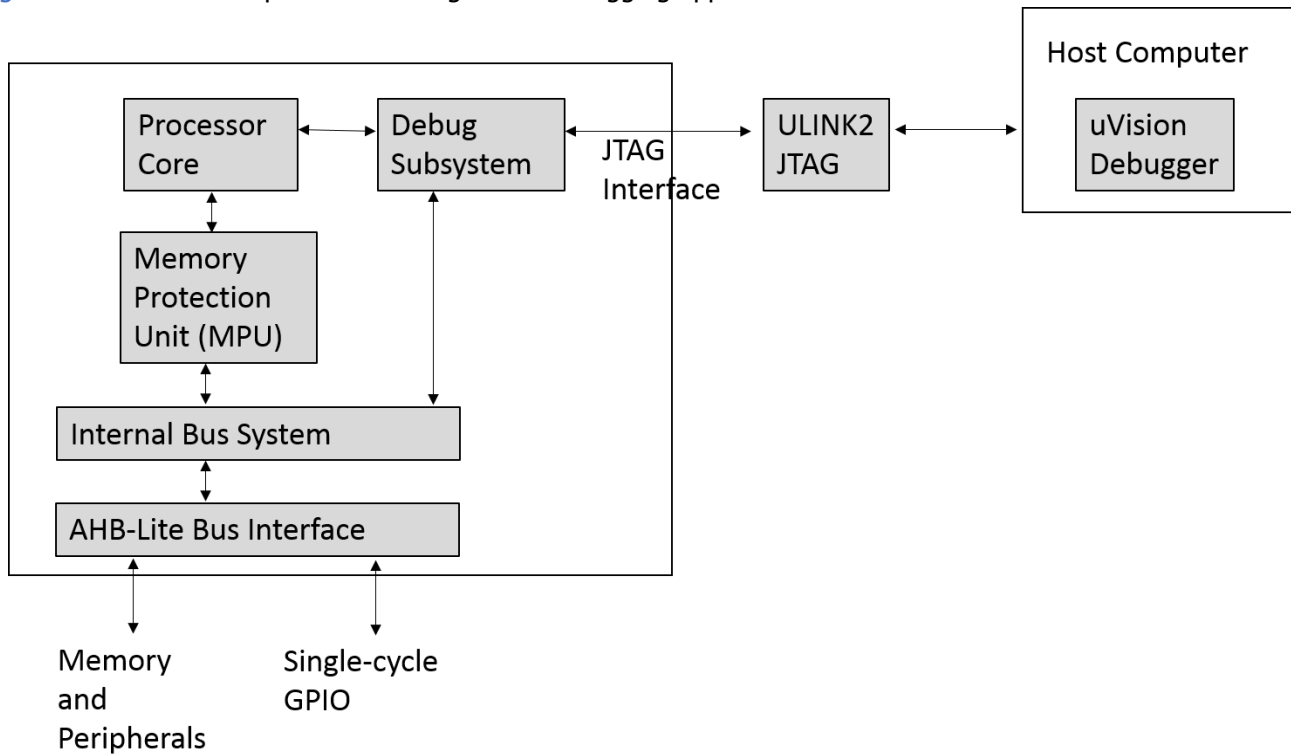 Host Computer
Processor
Core
Debug
Subsystem
JTAG
Interface
ULINK2
JTAG
uVision
Debugger
Memory
Protection
Unit (MPU)
Internal Bus System
AHB-Lite Bus Interface
Memory
and
Peripherals
Single-cycle
GPIO